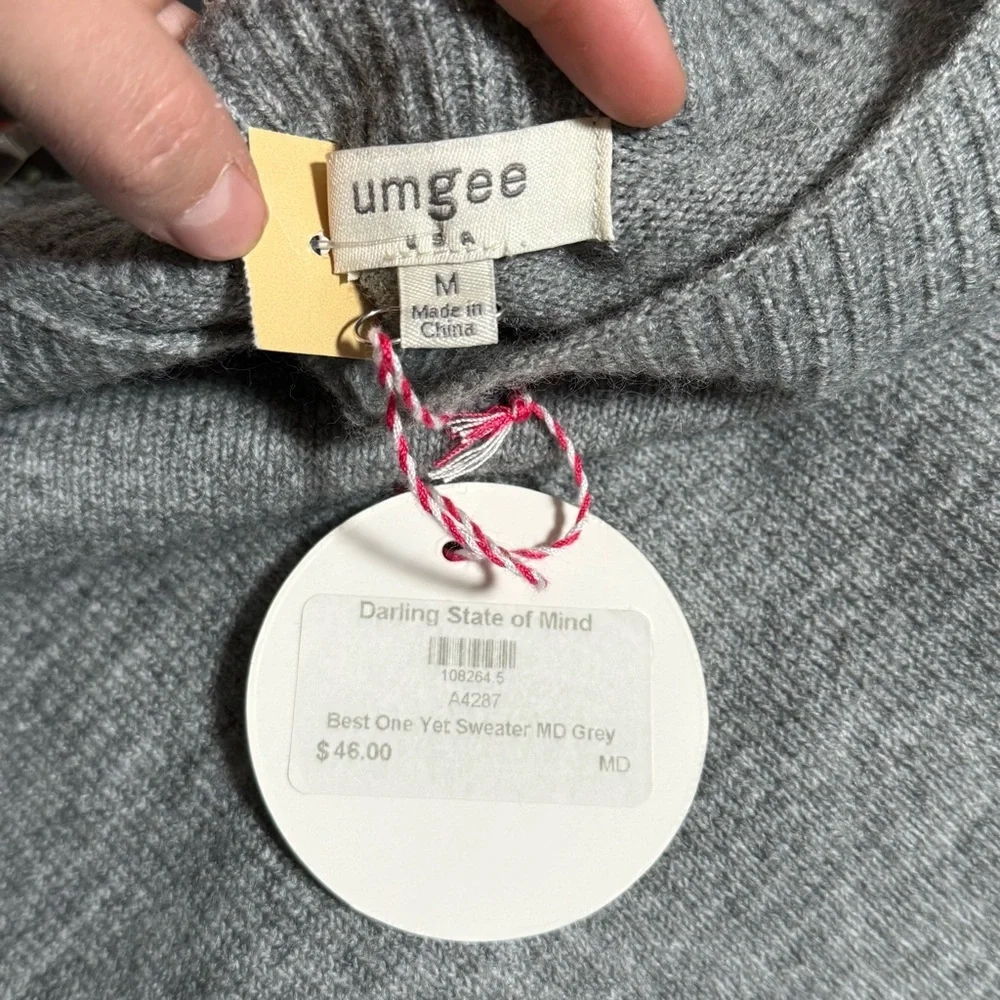 umgee
USA
M
Made in
China
Darling State of Mind
108264.5
A4287
Best One Yet Sweater MD Grey
$ 46.00
MD